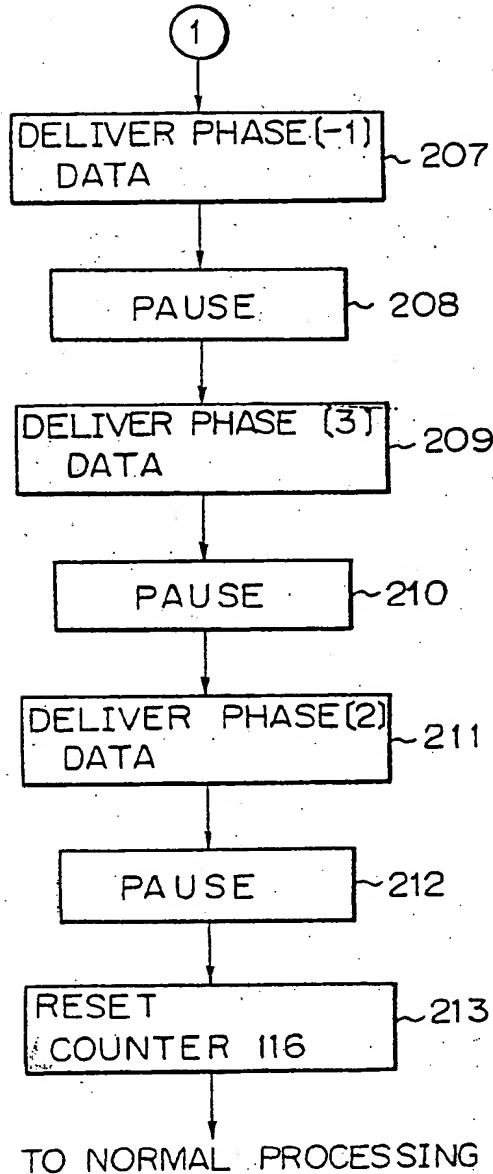 1
DELIVER PHASE(-1)
DATA
207
PAUSE
208
DELIVER PHASE (3)
DATA
209
PAUSE
210
DELIVER PHASE(2)
DATA
211
PAUSE
212
RESET
COUNTER 116
213
TO NORMAL PROCESSING